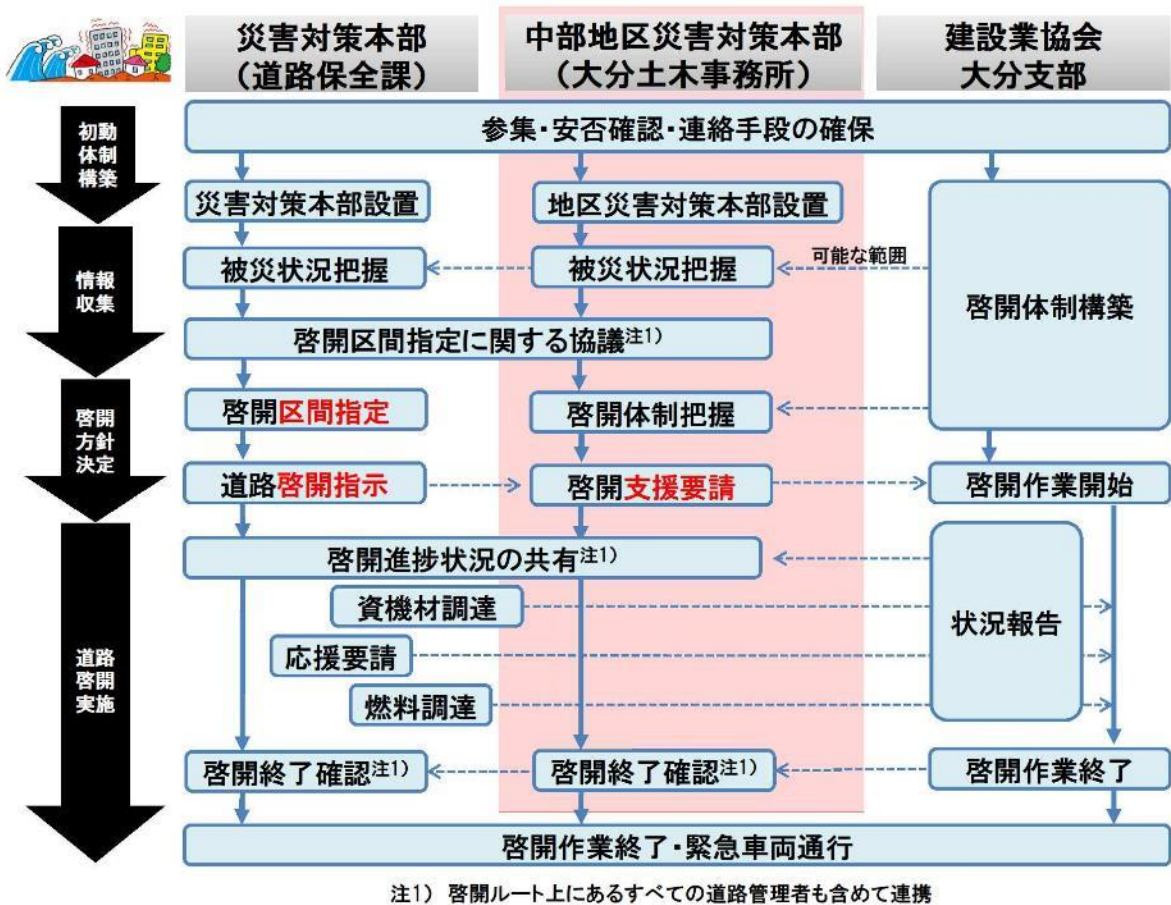 災害対策本部
（道路保全課）
中部地区災害対策本部
（大分土木事務所）
建設業協会
大分支部
初動
体制
構築
参集・安否確認・連絡手段の確保
災害対策本部設置
地区災害対策本部設置
情報
収集
被災状況把握
被災状況把握
可能な範囲
啓開体制構築
啓開区間指定に関する協議注1）
啓開
方針
決定
啓開区間指定
啓開体制把握
道路啓開指示
啓開支援要請
啓開作業開始
道路
啓開
実施
啓開進捗状況の共有注1）
資機材調達
状況報告
応援要請
燃料調達
啓開終了確認注1）
啓開終了確認注1）
啓開作業終了
啓開作業終了・緊急車両通行
注1） 啓開ルート上にあるすべての道路管理者も含めて連携